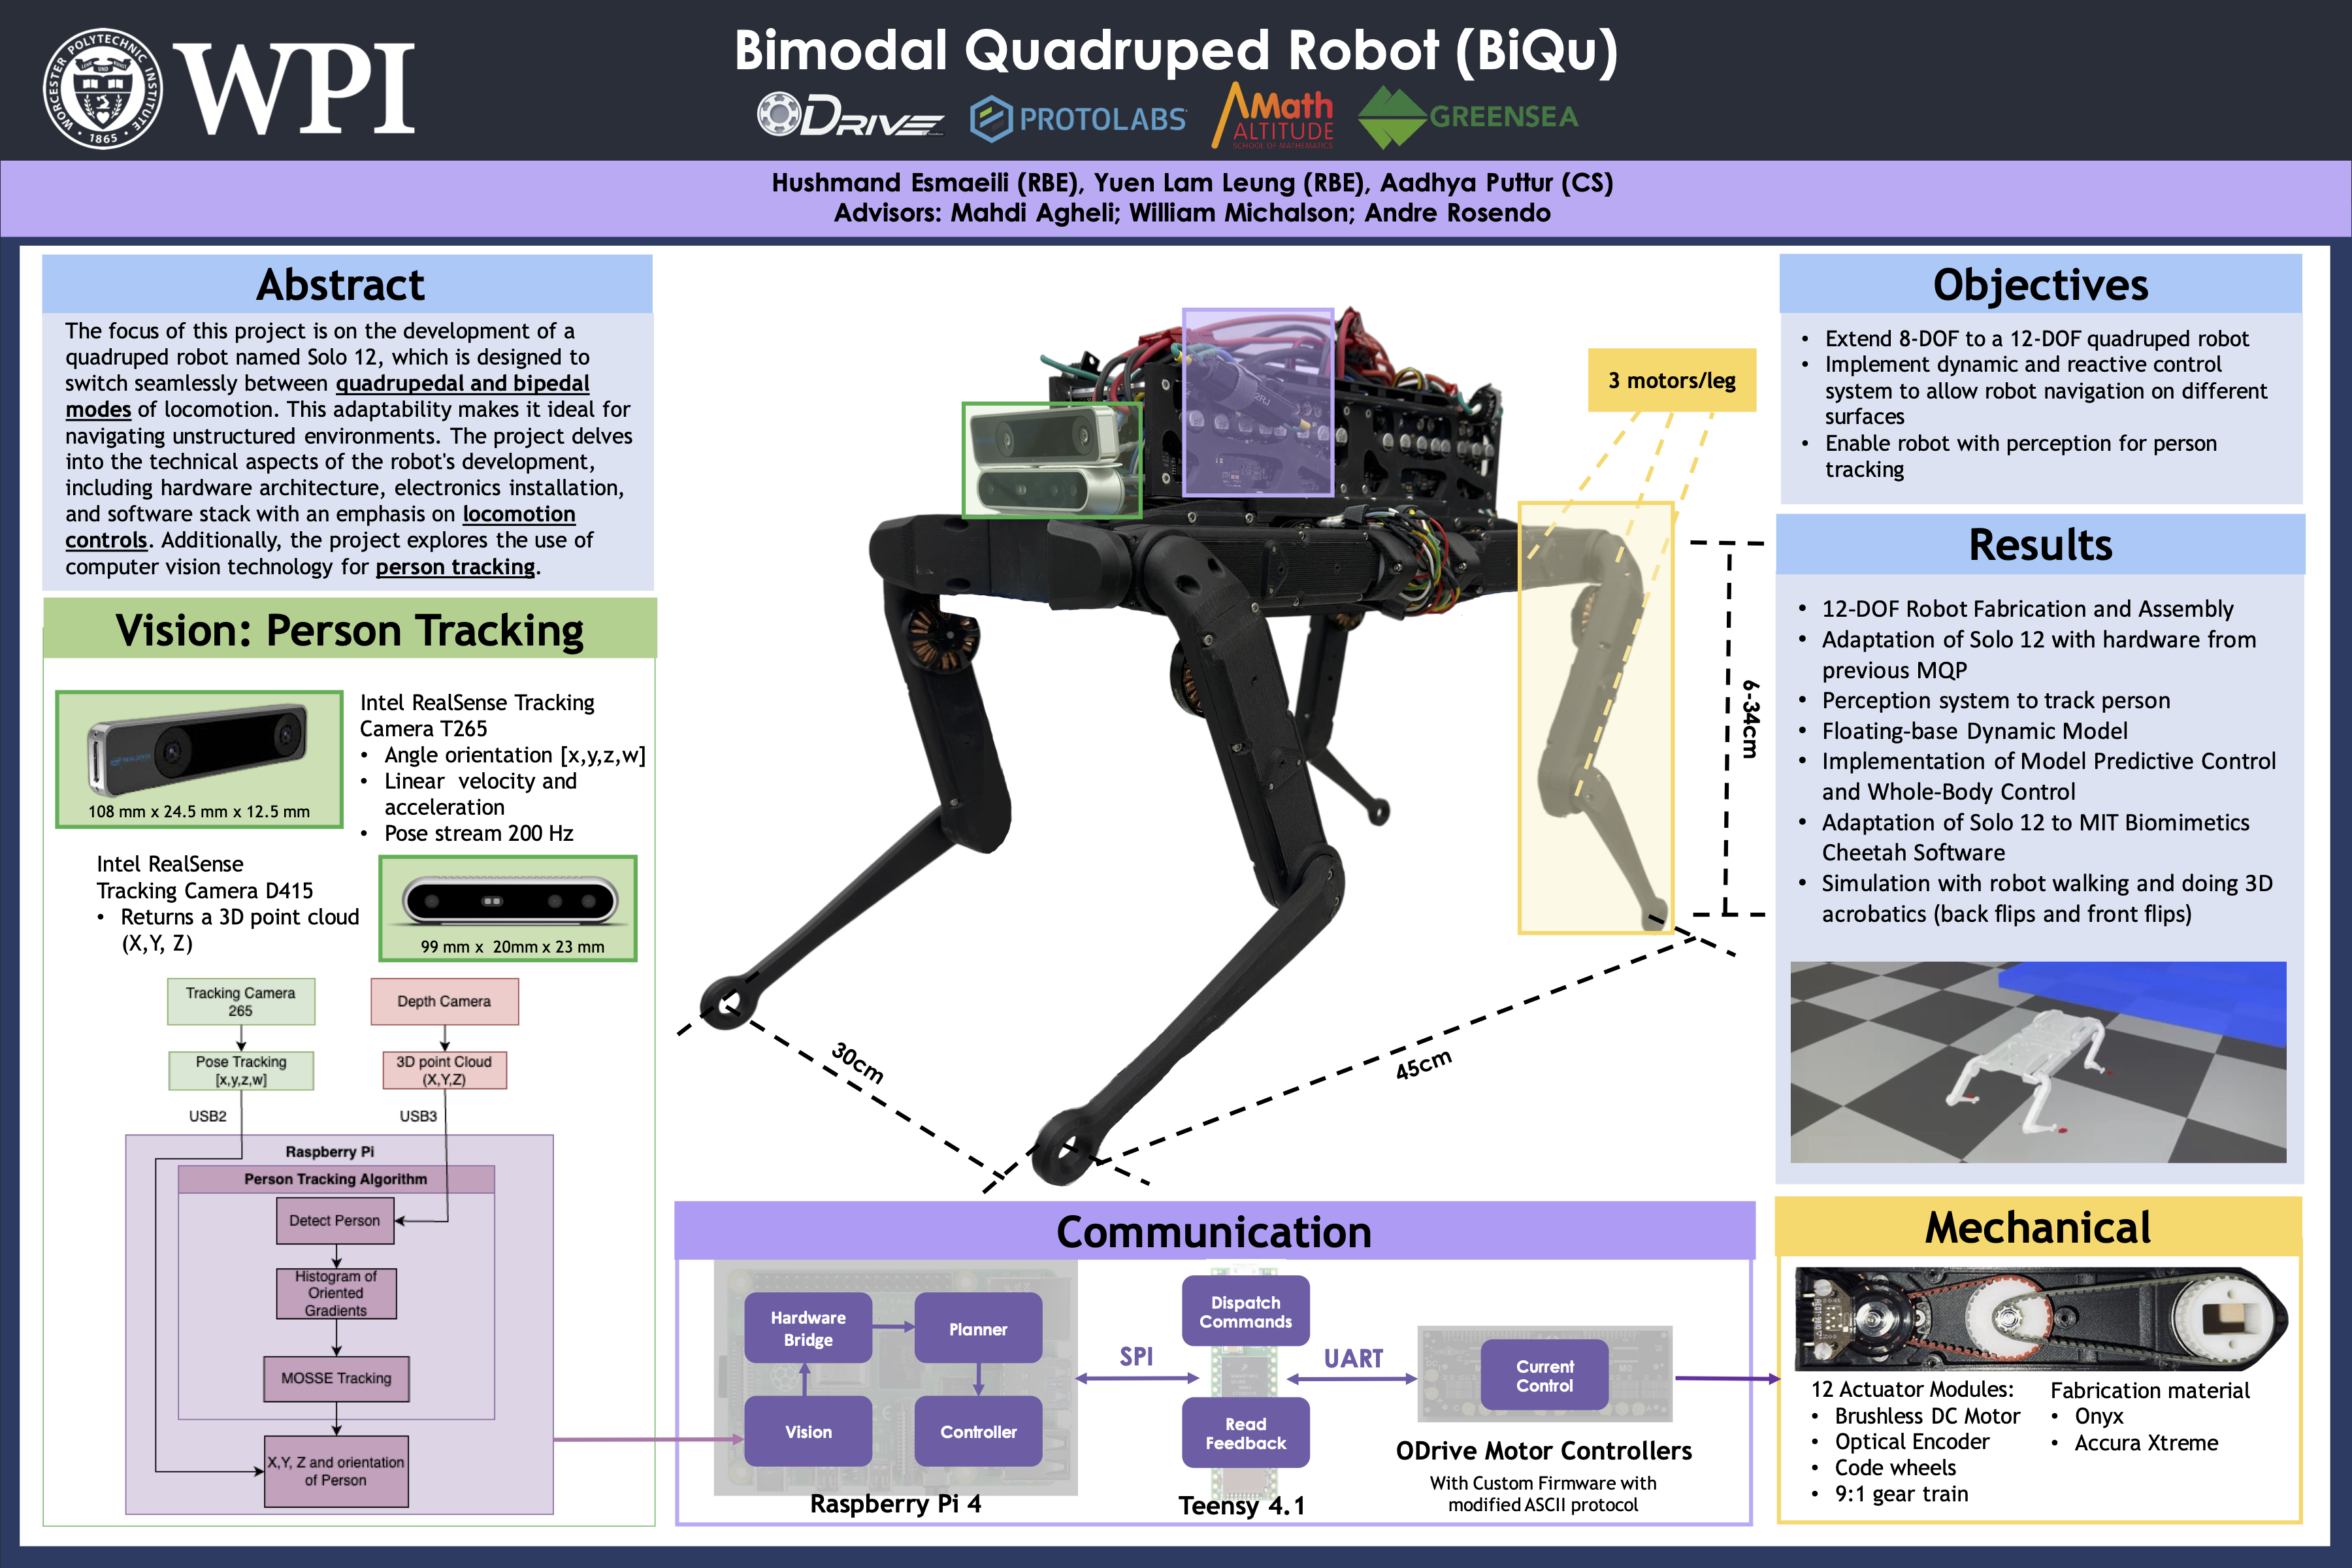 WORCESTER POLYTECHNIC INSTITUTE
1865
WPI
Bimodal Quadruped Robot (BiQu)
ODRIVE
PROTOLABS
Math
ALTITUDE
SCHOOL OF MATHEMATICS
GREENSEA
Hushmand Esmaeili (RBE), Yuen Lam Leung (RBE), Aadhya Puttur (CS)
Advisors: Mahdi Agheli; William Michalson; Andre Rosendo
Abstract
The focus of this project is on the development of a
quadruped robot named Solo 12, which is designed to
switch seamlessly between quadrupedal and bipedal
modes of locomotion. This adaptability makes it ideal for
navigating unstructured environments. The project delves
into the technical aspects of the robot's development,
including hardware architecture, electronics installation,
and software stack with an emphasis on locomotion
controls. Additionally, the project explores the use of
computer vision technology for person tracking.
Vision: Person Tracking
108 mm x 24.5 mm x 12.5 mm
Intel RealSense Tracking
Camera T265
• Angle orientation [x,y,z,w]
• Linear velocity and
acceleration
• Pose stream 200 Hz
Intel RealSense
Tracking Camera D415
• Returns a 3D point cloud
(X,Y, Z)
99 mm x 20mm x 23 mm
Tracking Camera
265
Depth Camera
Pose Tracking
[x,y,z,w]
3D point Cloud
(X,Y,Z)
USB2
USB3
Raspberry Pi
Person Tracking Algorithm
Detect Person
Histogram of
Oriented
Gradients
MOSSE Tracking
X,Y, Z and orientation
of Person
3 motors/leg
6-34cm
30cm
45cm
Communication
Hardware
Bridge
Planner
Vision
Controller
Raspberry Pi 4
SPI
Dispatch
Commands
Read
Feedback
Teensy 4.1
UART
Current
Control
ODrive Motor Controllers
With Custom Firmware with
modified ASCII protocol
Objectives
• Extend 8-DOF to a 12-DOF quadruped robot
• Implement dynamic and reactive control
system to allow robot navigation on different
surfaces
• Enable robot with perception for person
tracking
Results
• 12-DOF Robot Fabrication and Assembly
• Adaptation of Solo 12 with hardware from
previous MQP
• Perception system to track person
• Floating-base Dynamic Model
• Implementation of Model Predictive Control
and Whole-Body Control
• Adaptation of Solo 12 to MIT Biomimetics
Cheetah Software
• Simulation with robot walking and doing 3D
acrobatics (back flips and front flips)
Mechanical
12 Actuator Modules:
• Brushless DC Motor
• Optical Encoder
• Code wheels
• 9:1 gear train
Fabrication material
• Onyx
• Accura Xtreme